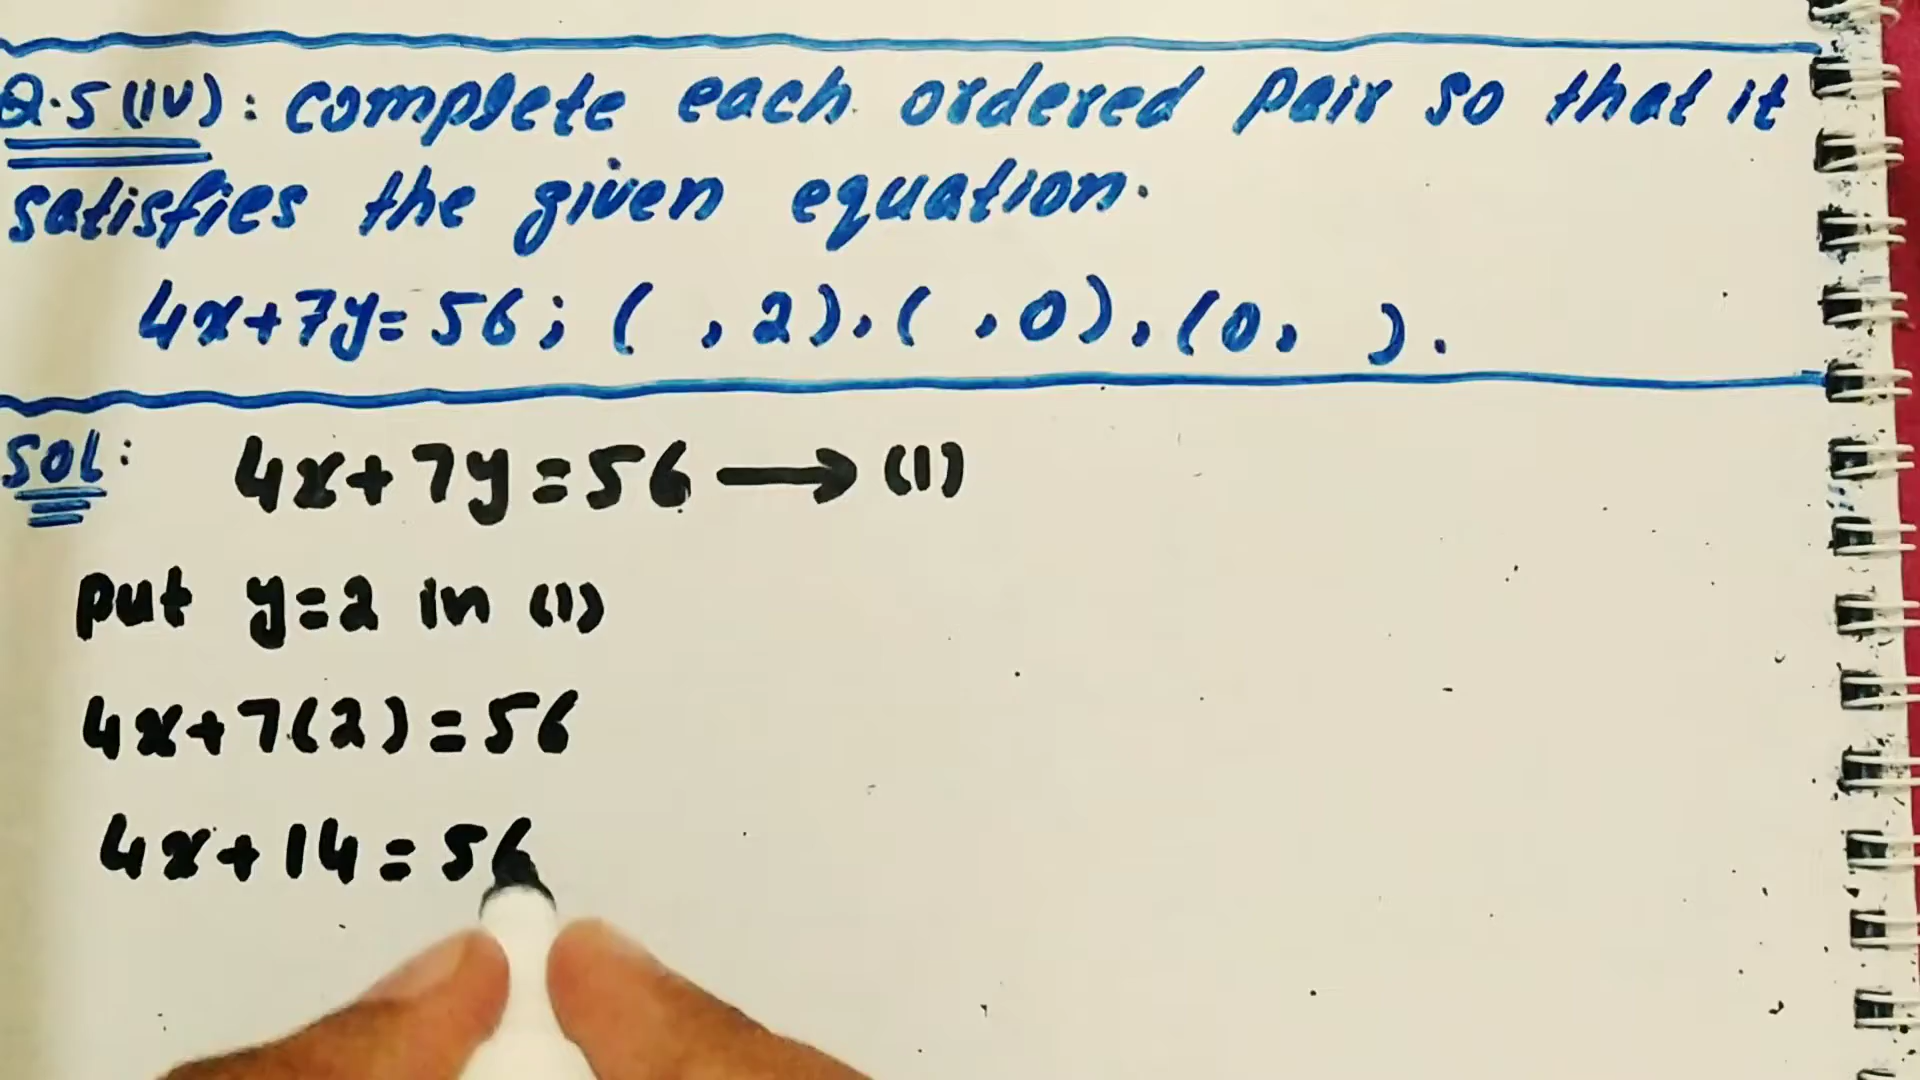 Q.5(IV): complete each ordered pair so that it
satisfies the given equation.
4x+7y=56; ( , 2), ( , 0), (0, ).
Sol: 4x+7y=56 → (1)
put y=2 in (1)
4x+7(2)=56
4x+14=56